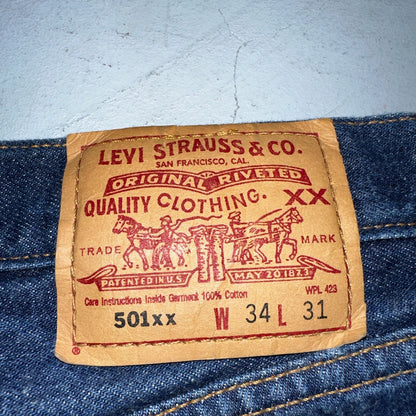 LEVI STRAUSS & CO.
SAN FRANCISCO, CAL.
ORIGINAL RIVETED
QUALITY CLOTHING. XX
TRADE MARK
PATENTED IN U.S. MAY 20 1873
Care Instructions Inside Garment 100% Cotton WPL 423
501xx W 34 L 31
®